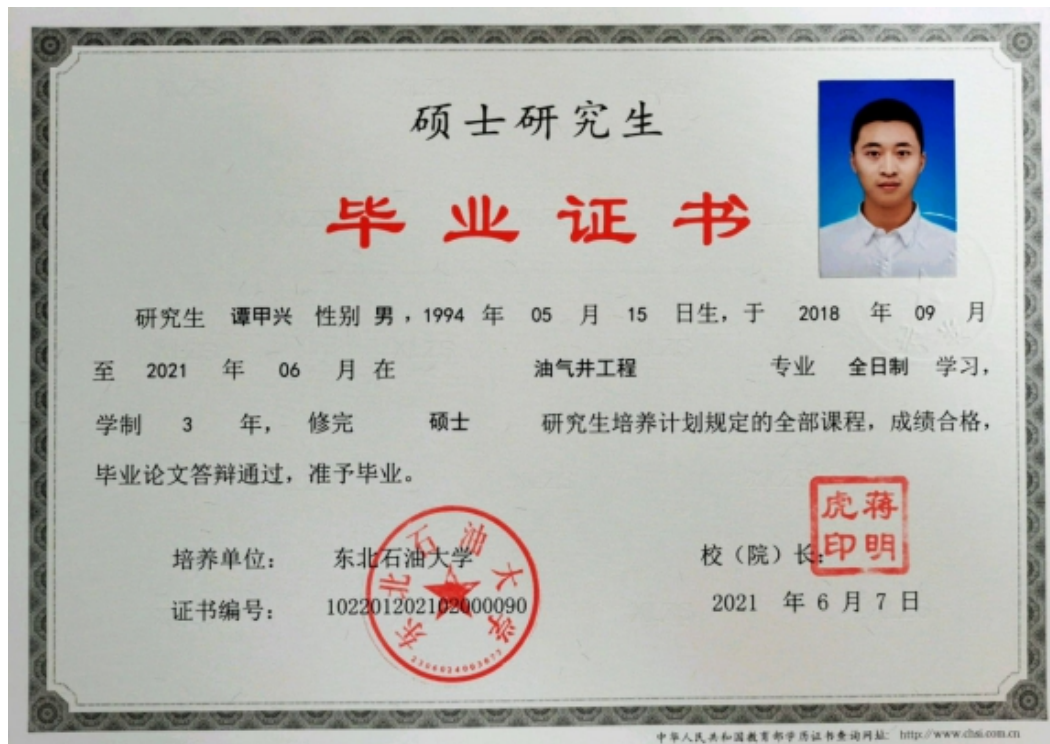 硕士研究生
毕业证书
研究生 谭甲兴 性别 男，1994 年 05 月 15 日生，于 2018 年 09 月
至 2021 年 06 月 在 油气井工程 专业 全日制 学习，
学制 3 年， 修完 硕士 研究生培养计划规定的全部课程，成绩合格，
毕业论文答辩通过，准予毕业。
培养单位： 东北石油大学
校（院）长：
蒋明虎印
证书编号： 102201202102000090
2021 年 6 月 7 日
东北石油大学
中华人民共和国教育部学历证书查询网址: http://www.chsi.com.cn